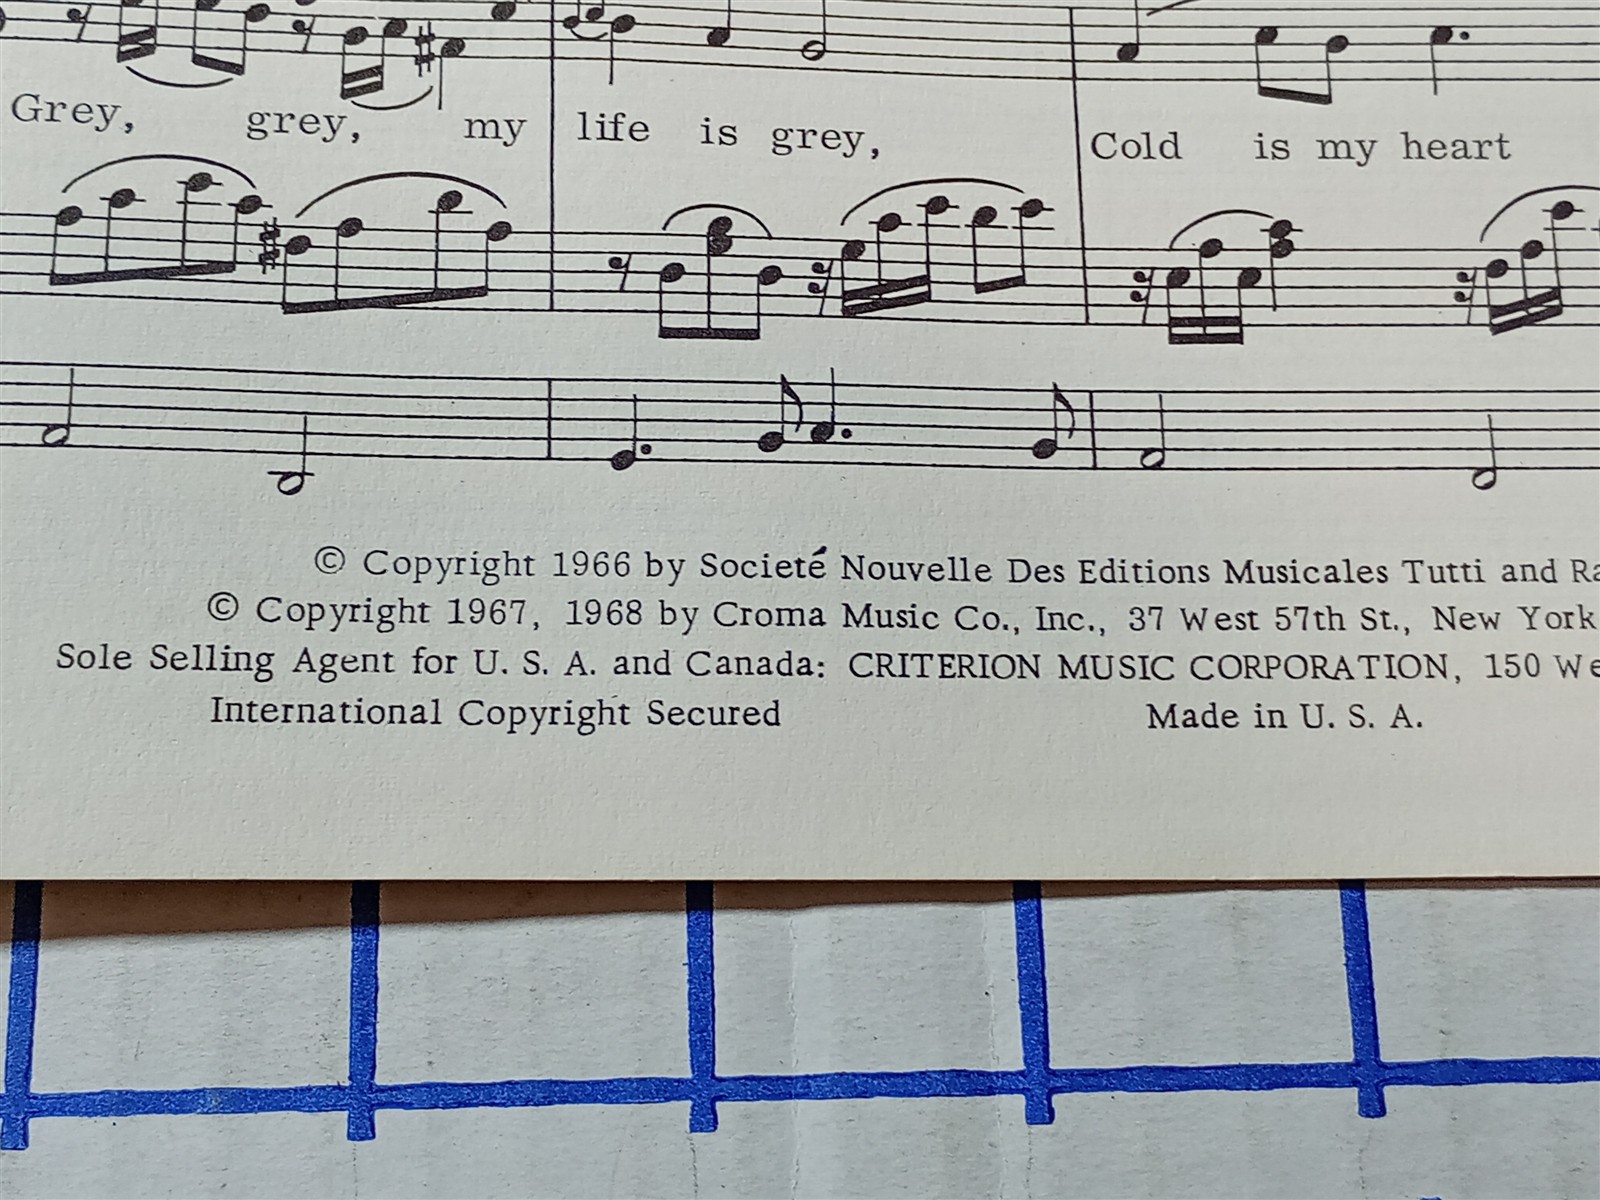 Grey, grey, my life is grey, Cold is my heart
© Copyright 1966 by Societé Nouvelle Des Editions Musicales Tutti and
© Copyright 1967, 1968 by Croma Music Co., Inc., 37 West 57th St., New York
Sole Selling Agent for U. S. A. and Canada: CRITERION MUSIC CORPORATION, 150
International Copyright Secured Made in U. S. A.